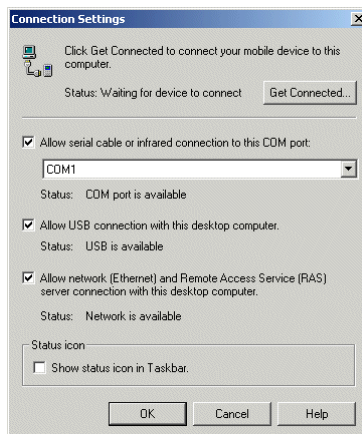 Connection Settings
Click Get Connected to connect your mobile device to this
computer.
Status: Waiting for device to connect
Get Connected...
Allow serial cable or infrared connection to this COM port:
COM1
Status: COM port is available
Allow USB connection with this desktop computer.
Status: USB is available
Allow network (Ethernet) and Remote Access Service (RAS)
server connection with this desktop computer.
Status: Network is available
Status icon
Show status icon in Taskbar.
OK Cancel Help